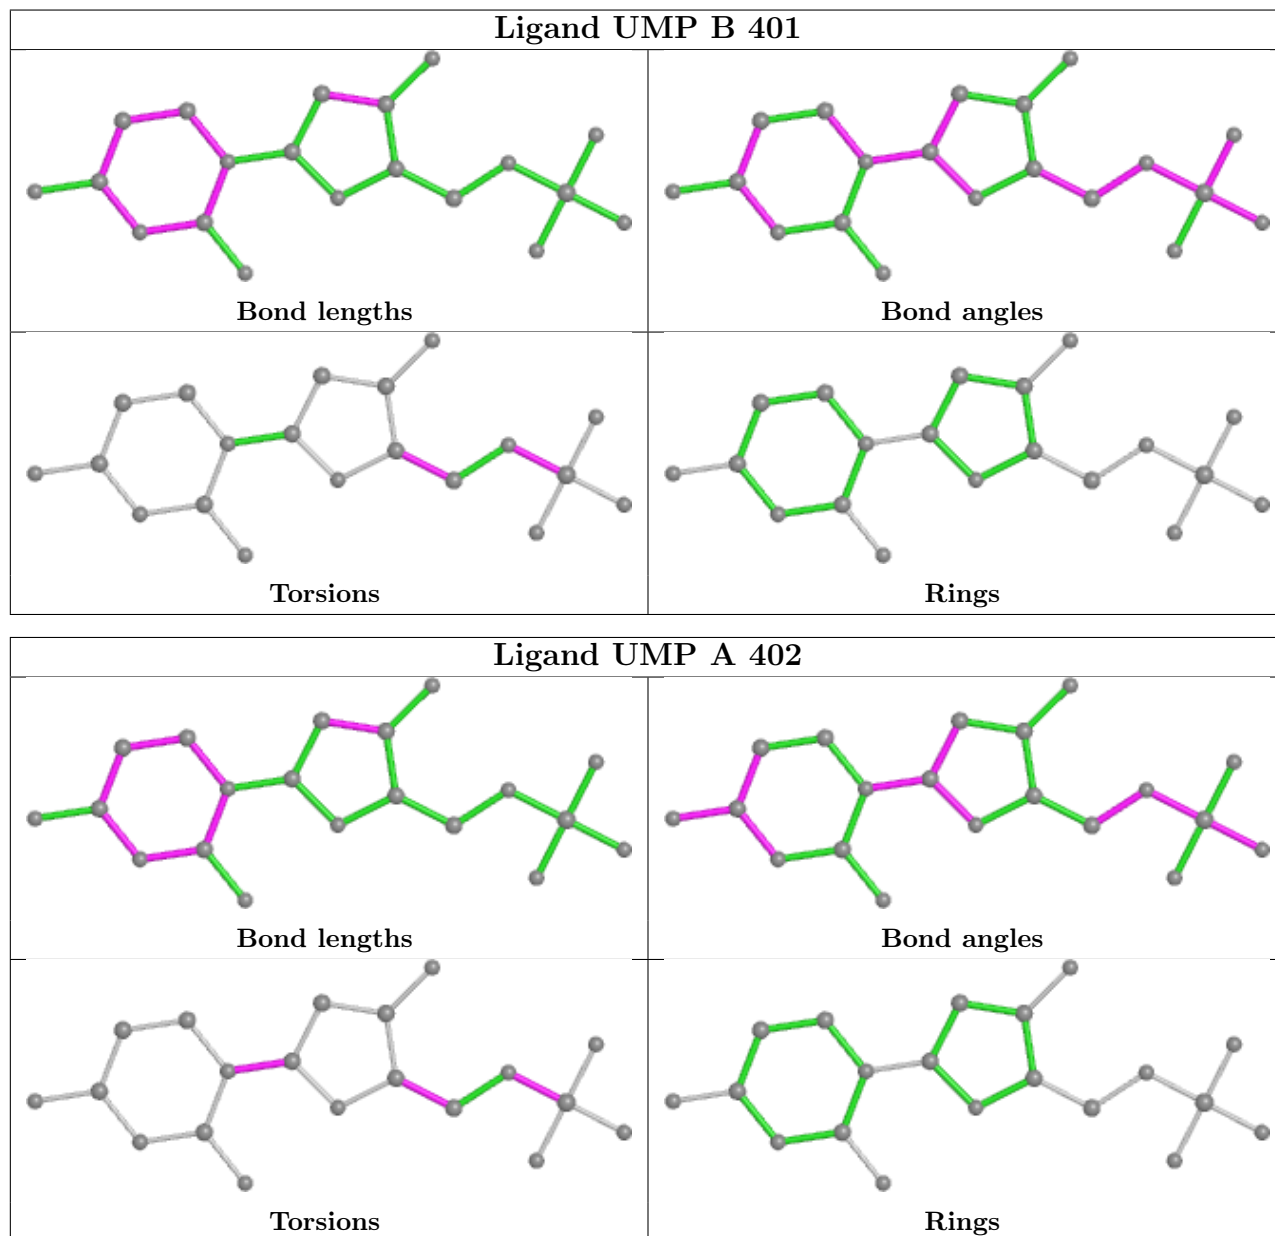 Ligand UMP B 401
Bond lengths
Bond angles
Torsions
Rings
Ligand UMP A 402
Bond lengths
Bond angles
Torsions
Rings